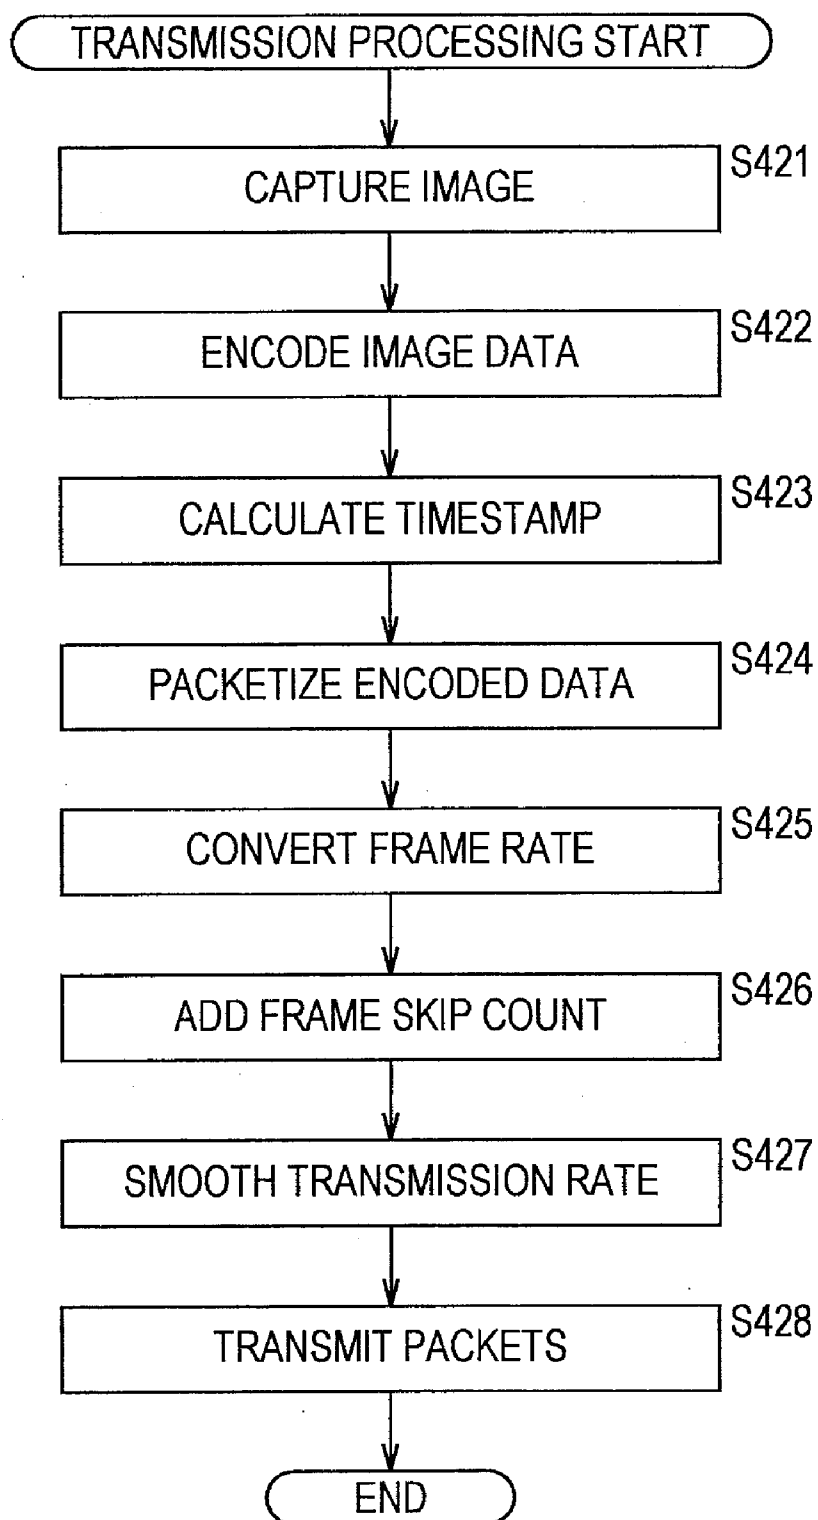 TRANSMISSION PROCESSING START
S421
CAPTURE IMAGE
S422
ENCODE IMAGE DATA
S423
CALCULATE TIMESTAMP
S424
PACKETIZE ENCODED DATA
S425
CONVERT FRAME RATE
S426
ADD FRAME SKIP COUNT
S427
SMOOTH TRANSMISSION RATE
S428
TRANSMIT PACKETS
END